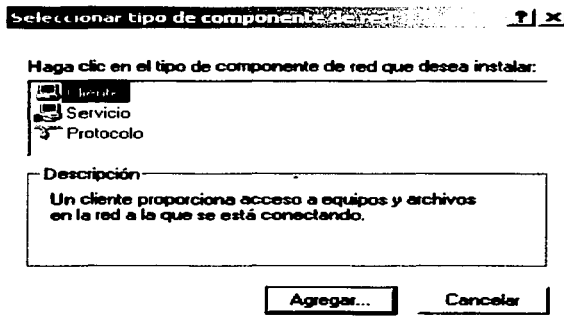 Seleccionar tipo de componente de red
Haga clic en el tipo de componente de red que desea instalar:
Cliente
Servicio
Protocolo
Descripción
Un cliente proporciona acceso a equipos y archivos
en la red a la que se está conectando.
Agregar... Cancelar